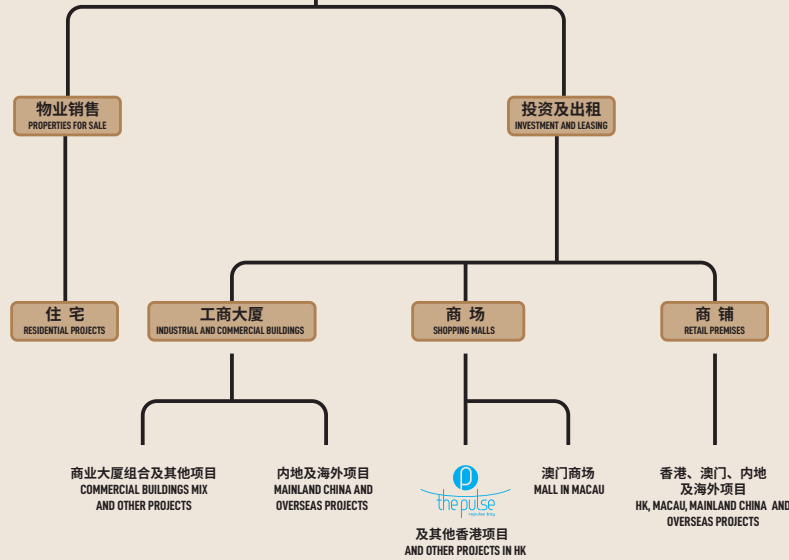 物业销售
PROPERTIES FOR SALE
投资及出租
INVESTMENT AND LEASING
住 宅
RESIDENTIAL PROJECTS
工商大厦
INDUSTRIAL AND COMMERCIAL BUILDINGS
商 场
SHOPPING MALLS
商 铺
RETAIL PREMISES
商业大厦组合及其他项目
COMMERCIAL BUILDINGS MIX
AND OTHER PROJECTS
内地及海外项目
MAINLAND CHINA AND
OVERSEAS PROJECTS
the pulse
repulse bay
及其他香港项目
AND OTHER PROJECTS IN HK
澳门商场
MALL IN MACAU
香港、澳门、内地
及海外项目
HK, MACAU, MAINLAND CHINA AND
OVERSEAS PROJECTS